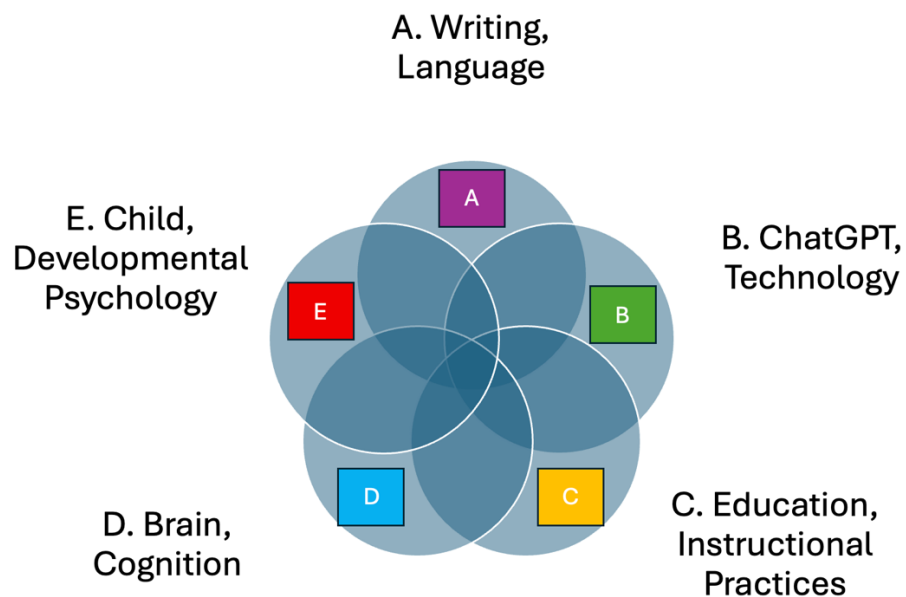 A. Writing,
Language
A
E. Child,
Developmental
Psychology
E
B
B. ChatGPT,
Technology
D
C
D. Brain,
Cognition
C. Education,
Instructional
Practices